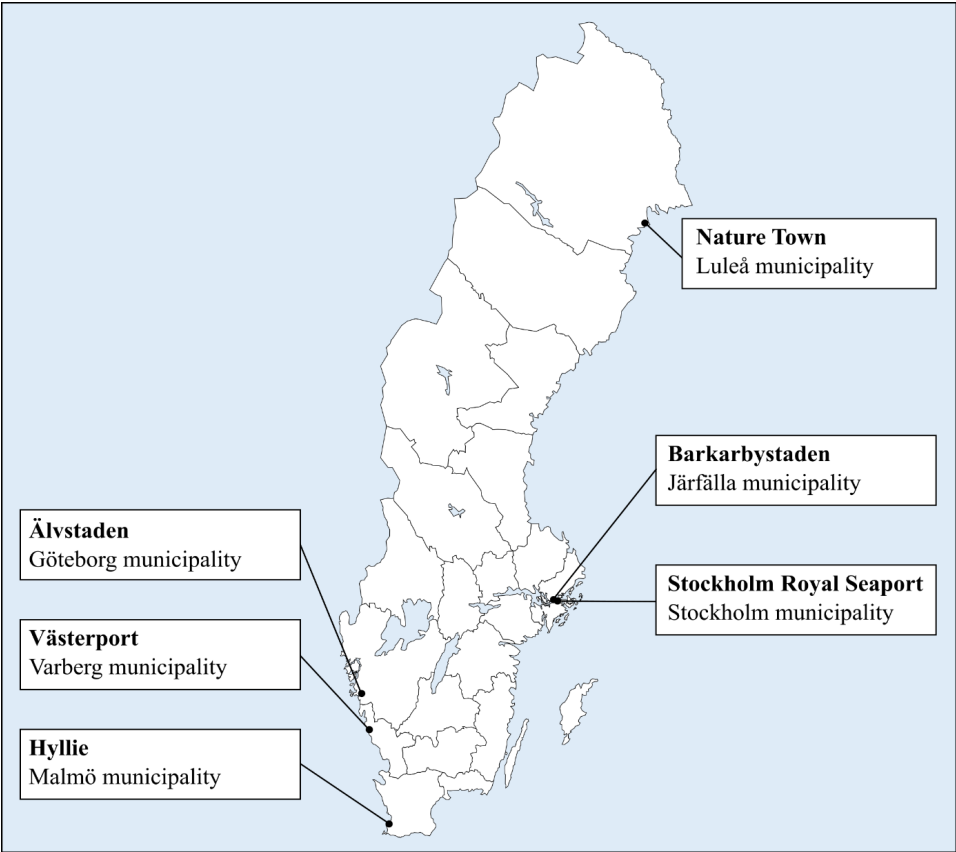 Nature Town
Luleå municipality
Barkarbystaden
Järfälla municipality
Älvstaden
Göteborg municipality
Stockholm Royal Seaport
Stockholm municipality
Västerport
Varberg municipality
Hyllie
Malmö municipality